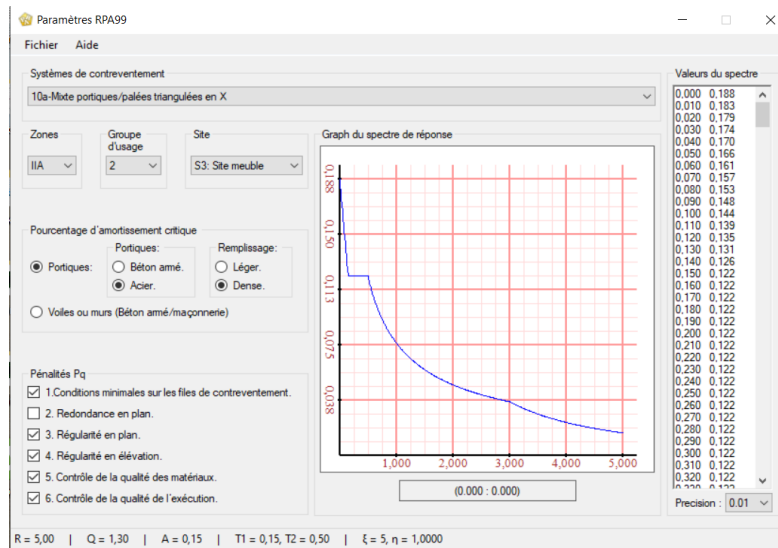 Paramètres RPA99
Fichier Aide
Systèmes de contreventement
10a-Mixte portiques/palées triangulées en X
Zones
IIA
Groupe
d'usage
2
Site
S3: Site meuble
Pourcentage d'amortissement critique
Portiques:
Portiques:
Béton armé.
Acier.
Remplissage:
Léger.
Dense.
Voiles ou murs (Béton armé/maçonnerie)
Pénalités Pq
1.Conditions minimales sur les files de contreventement.
2. Redondance en plan.
3. Régularité en plan.
4. Régularité en élévation.
5. Contrôle de la qualité des matériaux.
6. Contrôle de la qualité de l'exécution.
Graph du spectre de réponse
0,188
0,150
0,113
0,075
0,038
1,000 2,000 3,000 4,000 5,000
(0.000 : 0.000)
Valeurs du spectre
0.000 0,188
0.010 0,183
0.020 0,179
0.030 0,174
0.040 0,170
0.050 0,166
0.060 0,161
0.070 0,157
0.080 0,153
0.090 0,148
0.100 0,144
0.110 0,139
0.120 0,135
0.130 0,131
0.140 0,126
0.150 0,122
0.160 0,122
0.170 0,122
0.180 0,122
0.190 0,122
0.200 0,122
0.210 0,122
0.220 0,122
0.230 0,122
0.240 0,122
0.250 0,122
0.260 0,122
0.270 0,122
0.280 0,122
0.290 0,122
0.300 0,122
0.310 0,122
0.320 0,122
Precision : 0.01
R = 5,00 | Q = 1,30 | A = 0,15 | T1 = 0,15, T2 = 0,50 | ξ = 5, η = 1,0000